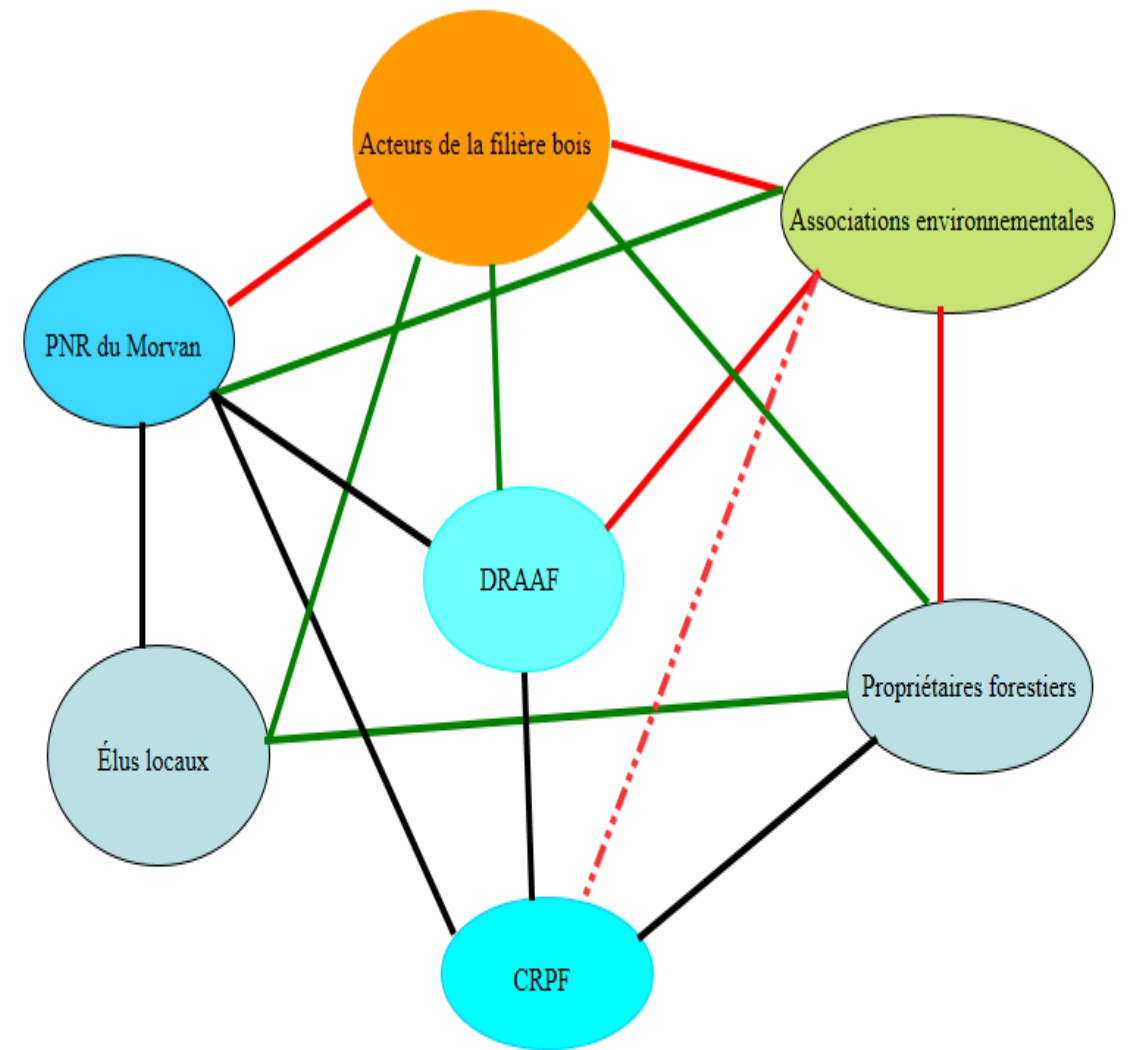 Acteurs de la filière bois
Associations environnementales
PNR du Morvan
DRAAF
Propriétaires forestiers
Élus locaux
CRPF